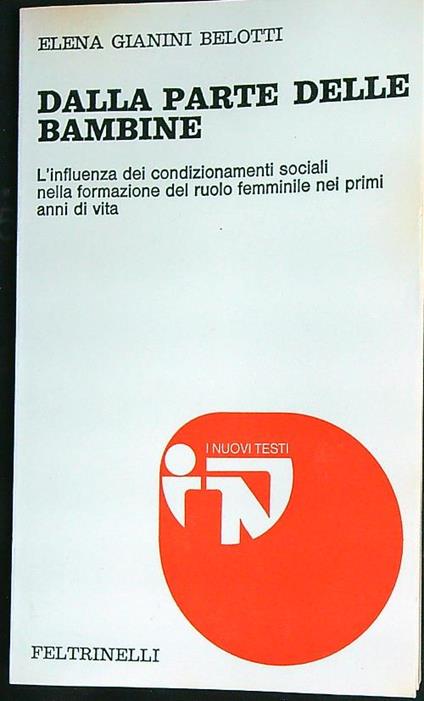 ELENA GIANINI BELOTTI
DALLA PARTE DELLE
BAMBINE
L'influenza dei condizionamenti sociali
nella formazione del ruolo femminile nei primi
anni di vita
I NUOVI TESTI
FELTRINELLI